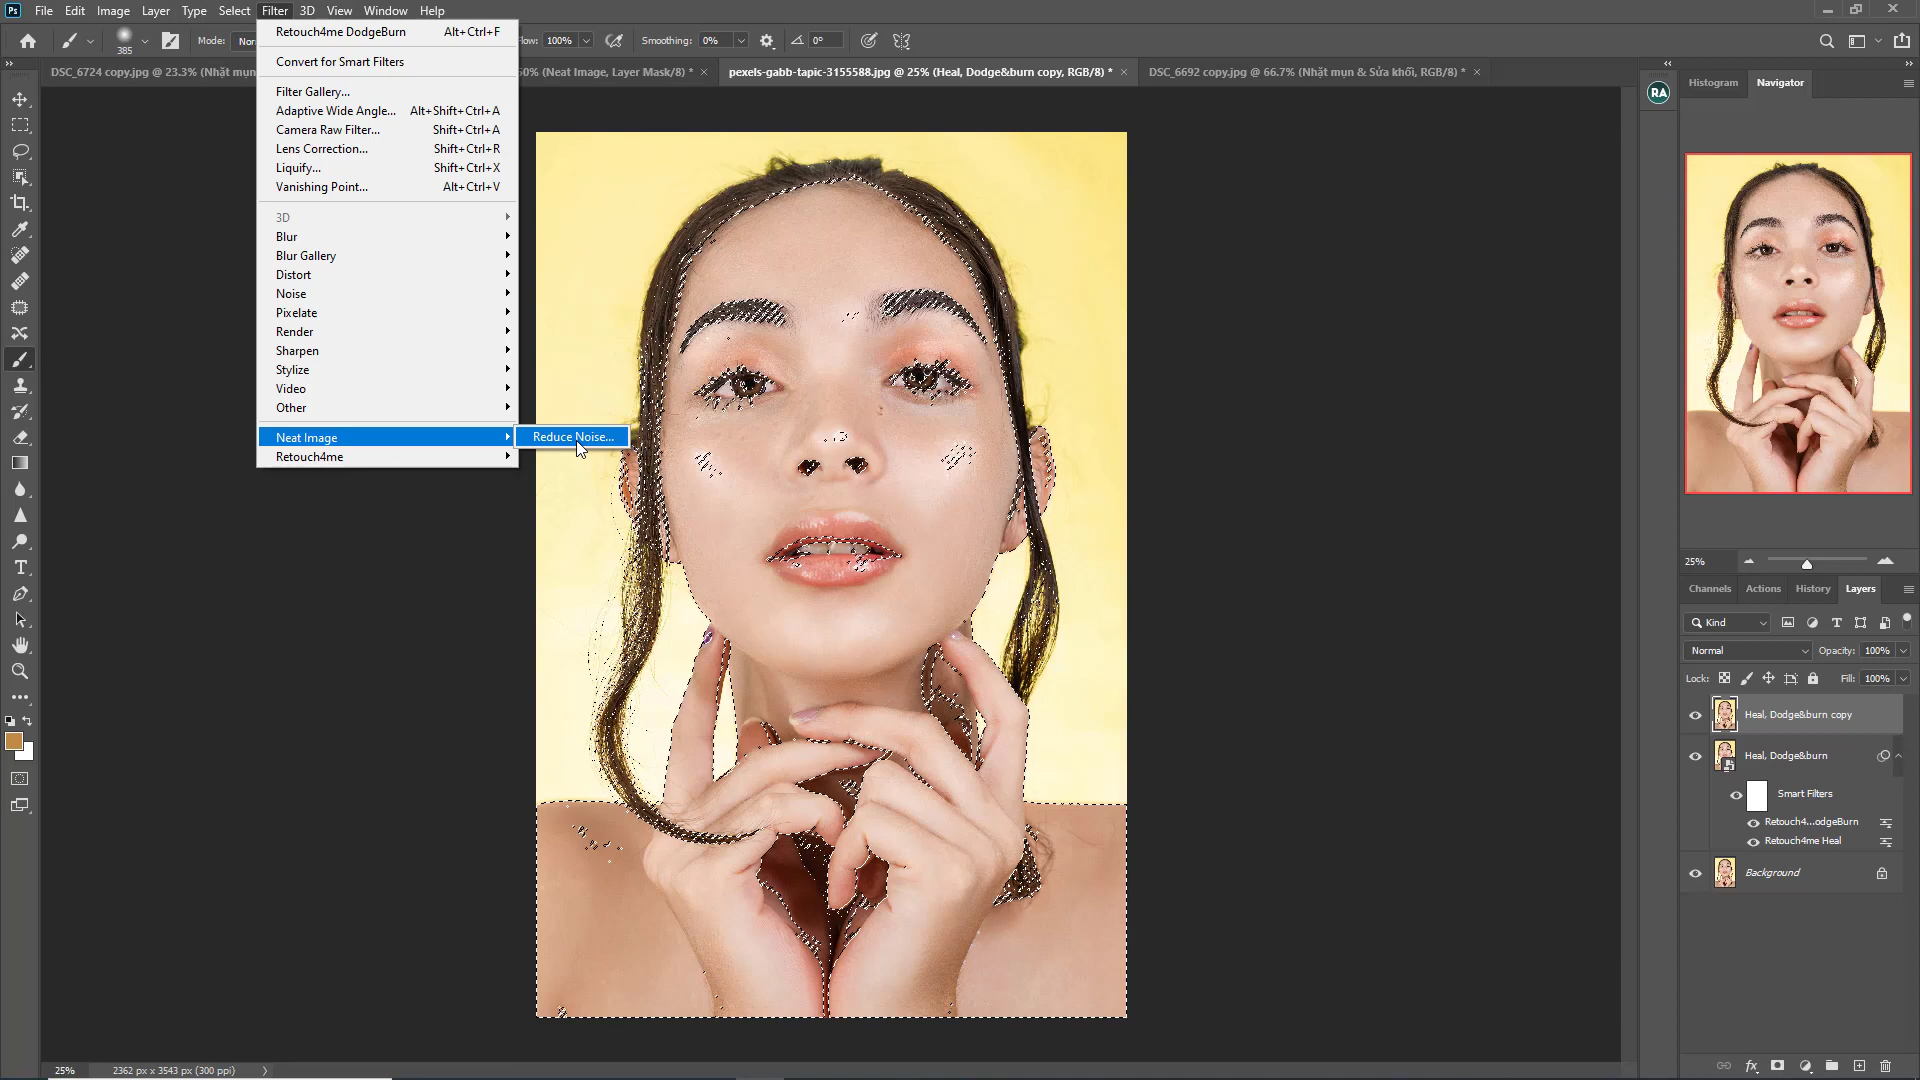 Ps File Edit Image Layer Type Select Filter 3D View Window Help
385 Mode: Flow: 100% Smoothing: 0% 0°
DSC_6724 copy.jpg @ 23.3% (Nhặt mụn
(Neat Image, Layer Mask/8) *
pexels-gabb-tapic-3155588.jpg @ 25% (Heal, Dodge&burn copy, RGB/8) *
DSC_6692 copy.jpg @ 66.7% (Nhặt mụn & Sửa khối, RGB/8) *
Retouch4me DodgeBurn Alt+Ctrl+F
Convert for Smart Filters
Filter Gallery...
Adaptive Wide Angle... Alt+Shift+Ctrl+A
Camera Raw Filter... Shift+Ctrl+A
Lens Correction... Shift+Ctrl+R
Liquify... Shift+Ctrl+X
Vanishing Point... Alt+Ctrl+V
3D
Blur
Blur Gallery
Distort
Noise
Pixelate
Render
Sharpen
Stylize
Video
Other
Neat Image
Reduce Noise...
Retouch4me
RA
Histogram Navigator
25%
Channels Actions History Layers
Kind
Normal Opacity: 100%
Lock: Fill: 100%
Heal, Dodge&burn copy
Heal, Dodge&burn
Smart Filters
Retouch4...odgeBurn
Retouch4me Heal
Background
fx
25% 2362 px x 3543 px (300 ppi)